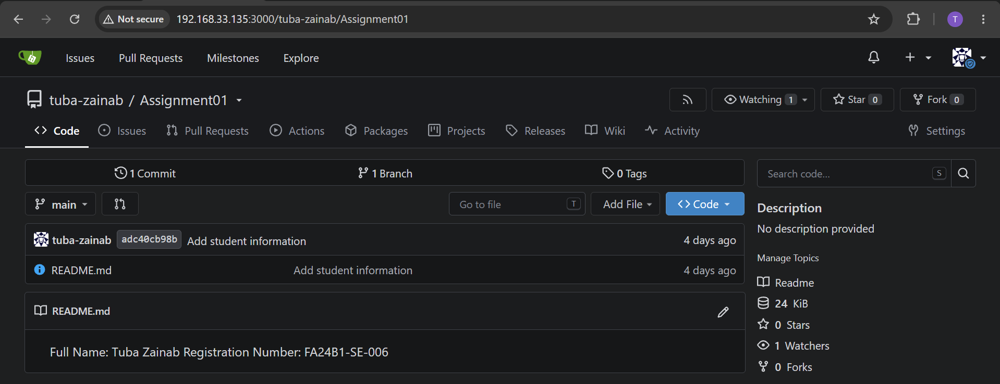 Not secure 192.168.33.135:3000/tuba-zainab/Assignment01 T
Issues Pull Requests Milestones Explore
tuba-zainab / Assignment01 Watching 1 Star 0 Fork 0
Code Issues Pull Requests Actions Packages Projects Releases Wiki Activity Settings
1 Commit 1 Branch 0 Tags
Search code... S
main Go to file T Add File Code
Description
No description provided
tuba-zainab adc40cb98b Add student information 4 days ago
Manage Topics
README.md Add student information 4 days ago
Readme
24 KiB
README.md
0 Stars
1 Watchers
Full Name: Tuba Zainab Registration Number: FA24B1-SE-006
0 Forks